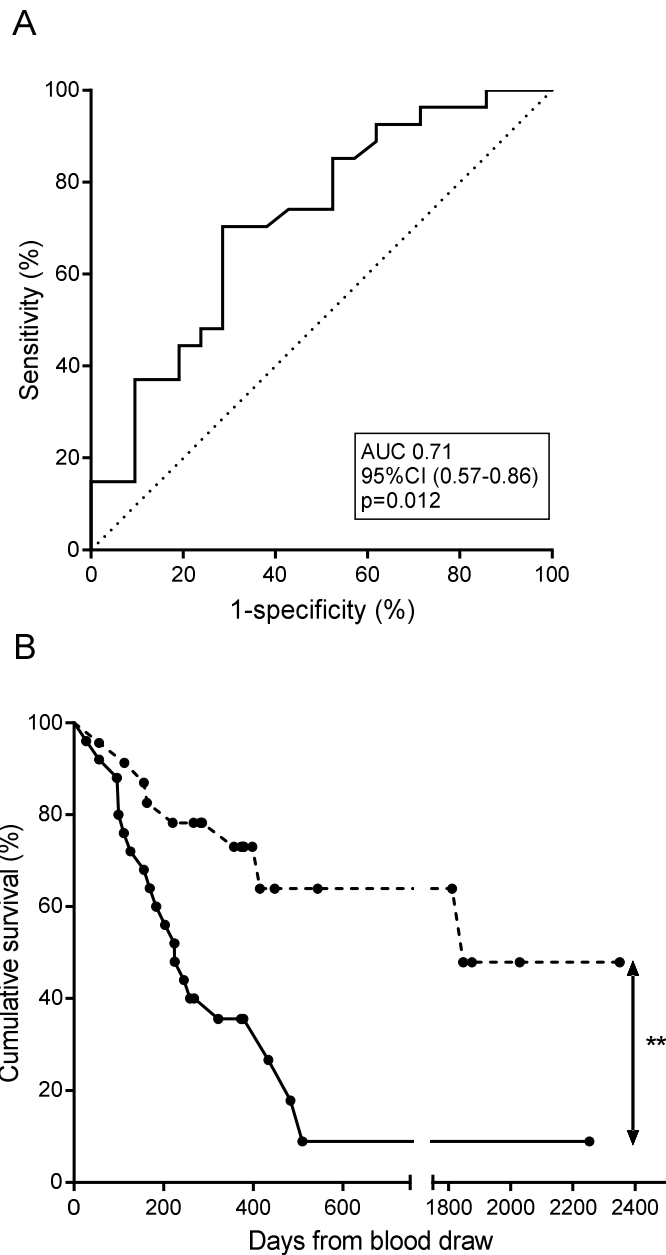 A
100
80
60
40
20
0
Sensitivity (%)
AUC 0.71
95%CI (0.57-0.86)
p=0.012
0 20 40 60 80 100
1-specificity (%)
B
100
80
60
40
20
0
Cumulative survival (%)
**
0 200 400 600 1800 2000 2200 2400
Days from blood draw